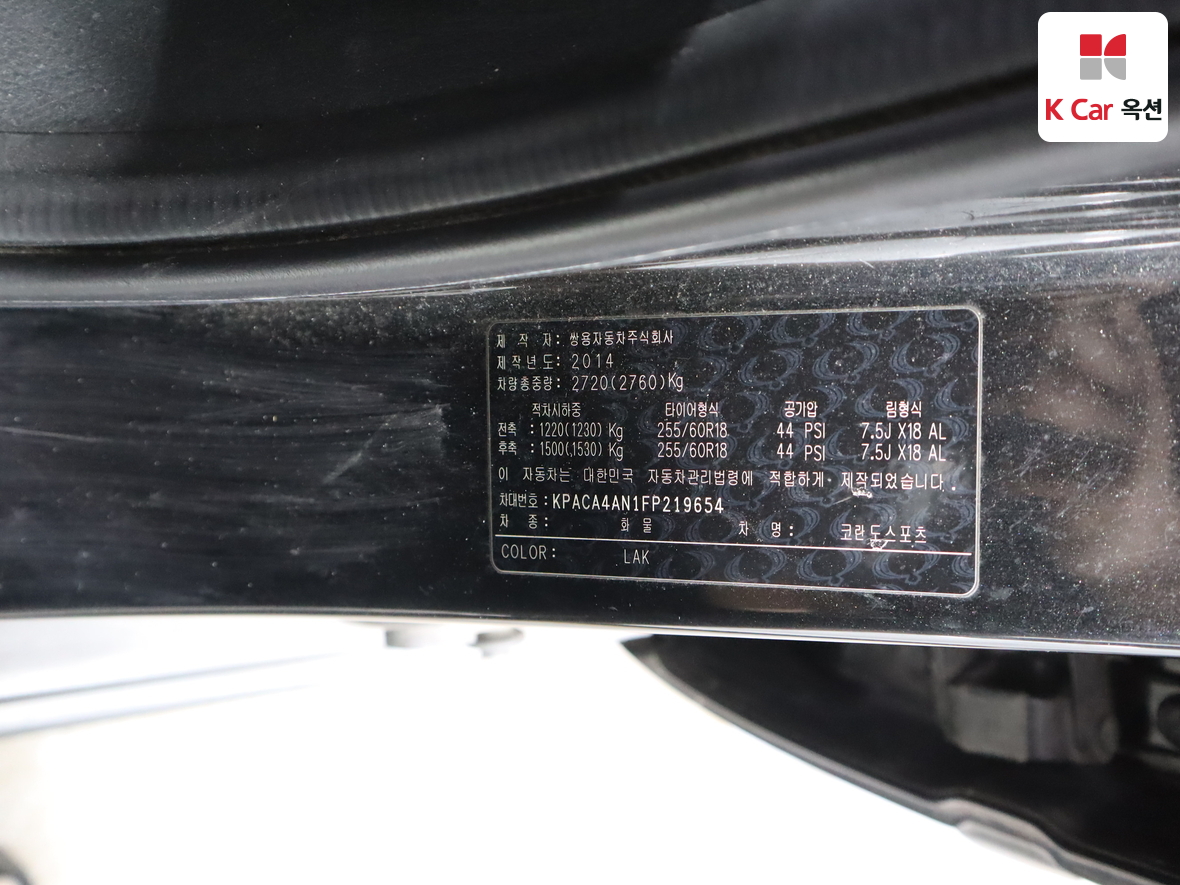 K Car 옥션
제 작 자: 쌍용자동차주식회사
제작년도: 2014
차량총중량: 2720(2760)Kg
적차시하중 타이어형식 공기압 림형식
전축 : 1220(1230) Kg 255/60R18 44 PSI 7.5J X18 AL
후축 : 1500(1530) Kg 255/60R18 44 PSI 7.5J X18 AL
이 자동차는 대한민국 자동차관리법령에 적합하게 제작되었습니다.
차대번호: KPACA4AN1FP219654
차 종: 화물 차 명: 코란도스포츠
COLOR: LAK